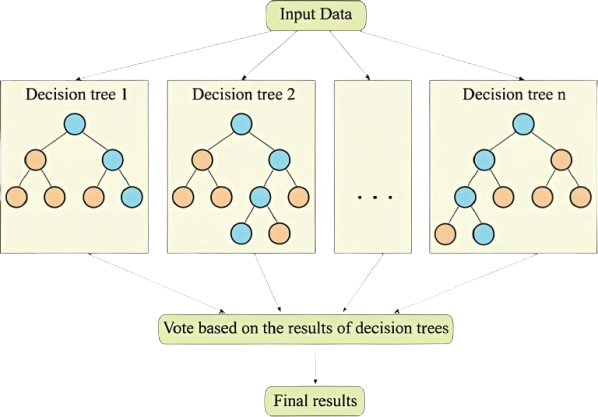 Input Data
Decision tree 1
Decision tree 2
Decision tree n
. . .
Vote based on the results of decision trees
Final results